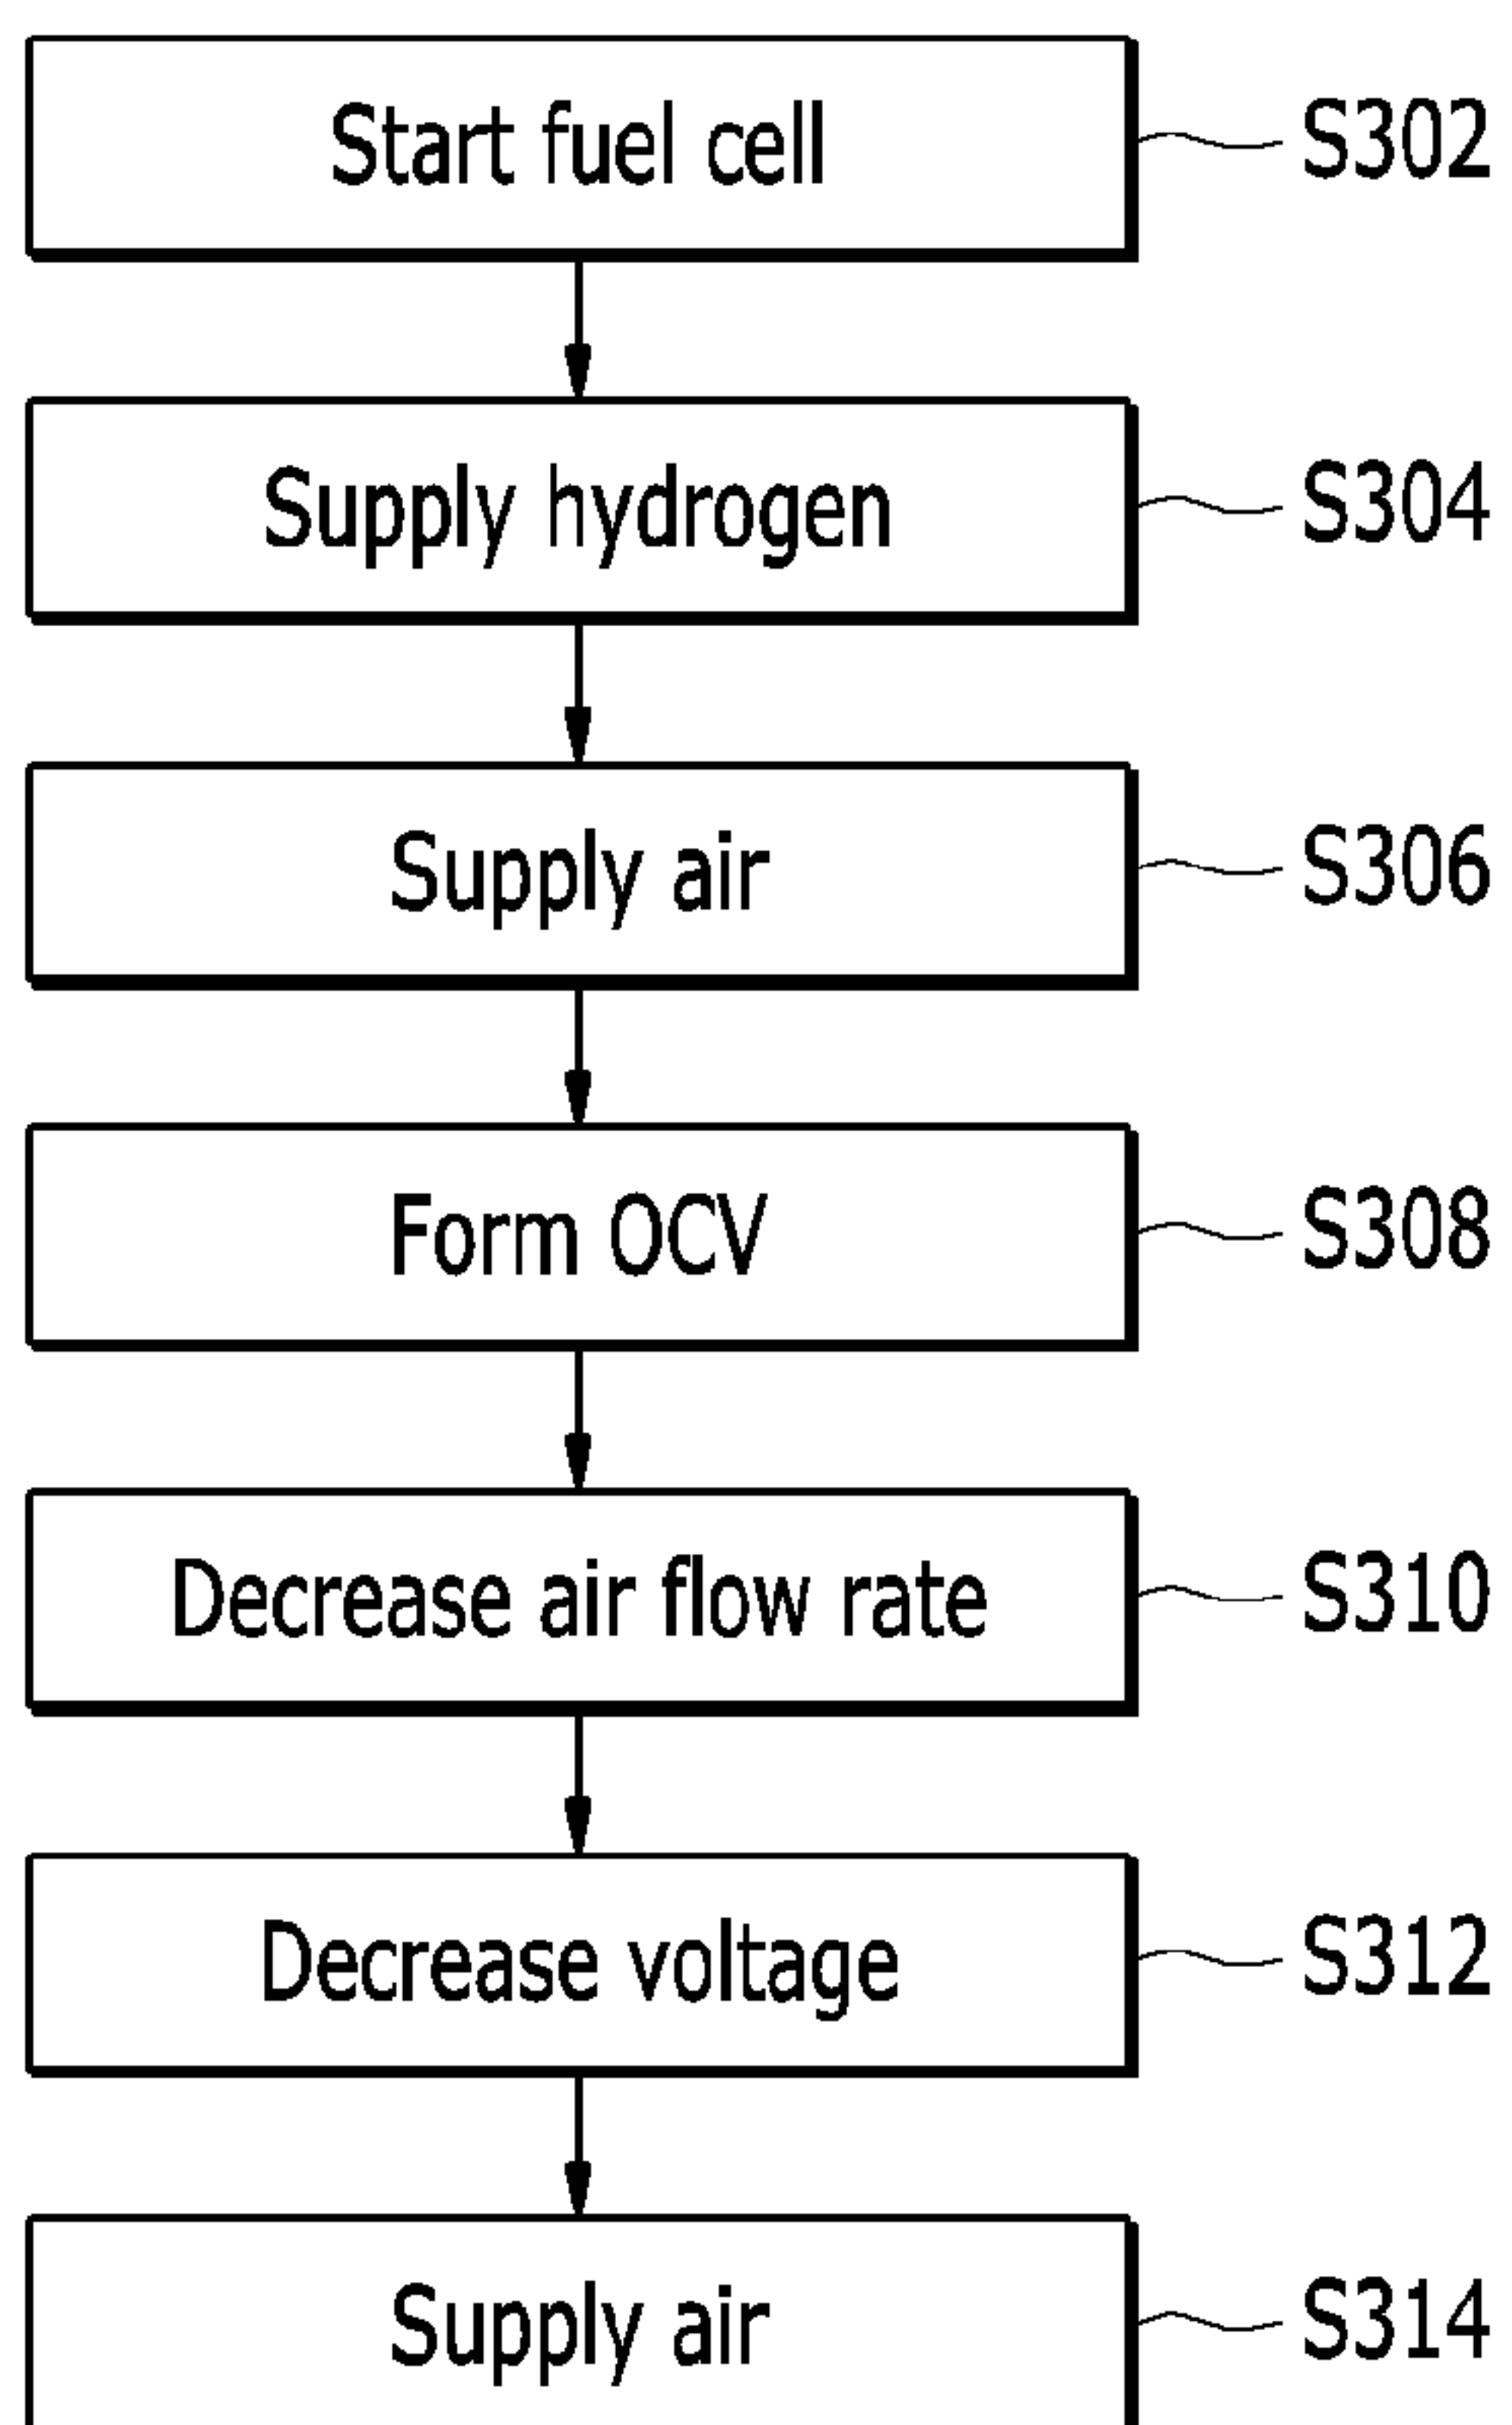 Start fuel cell S302
Supply hydrogen S304
Supply air S306
Form OCV S308
Decrease air flow rate S310
Decrease voltage S312
Supply air S314